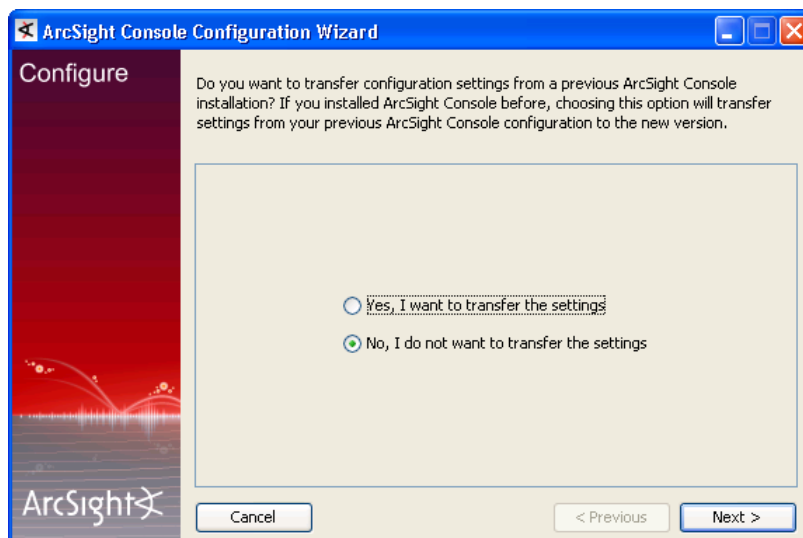 ArcSight Console Configuration Wizard
Configure
Do you want to transfer configuration settings from a previous ArcSight Console
installation? If you installed ArcSight Console before, choosing this option will transfer
settings from your previous ArcSight Console configuration to the new version.
Yes, I want to transfer the settings
No, I do not want to transfer the settings
ArcSight
Cancel
< Previous
Next >